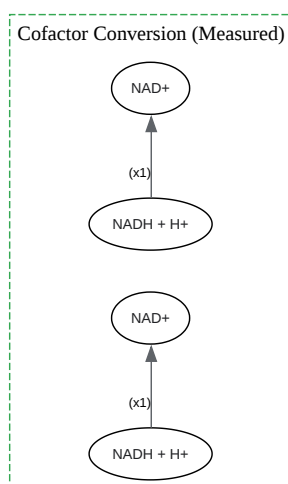 Cofactor Conversion (Measured)
NAD+
(x1)
NADH + H+
NAD+
(x1)
NADH + H+